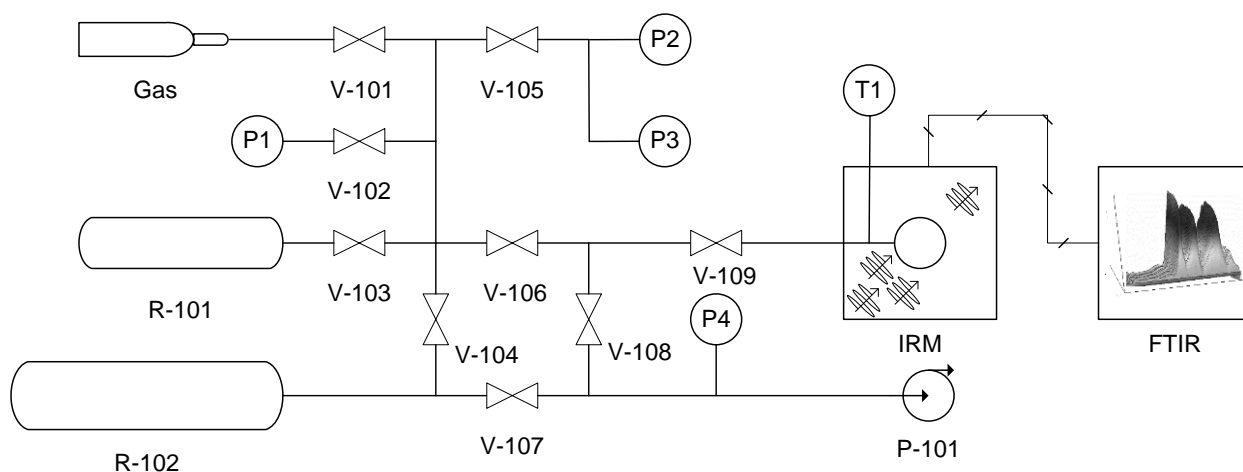 P2
T1
Gas
V-101
V-105
P1
P3
V-102
V-103
V-106
V-109
R-101
P4
V-104
V-108
IRM
FTIR
V-107
R-102
P-101